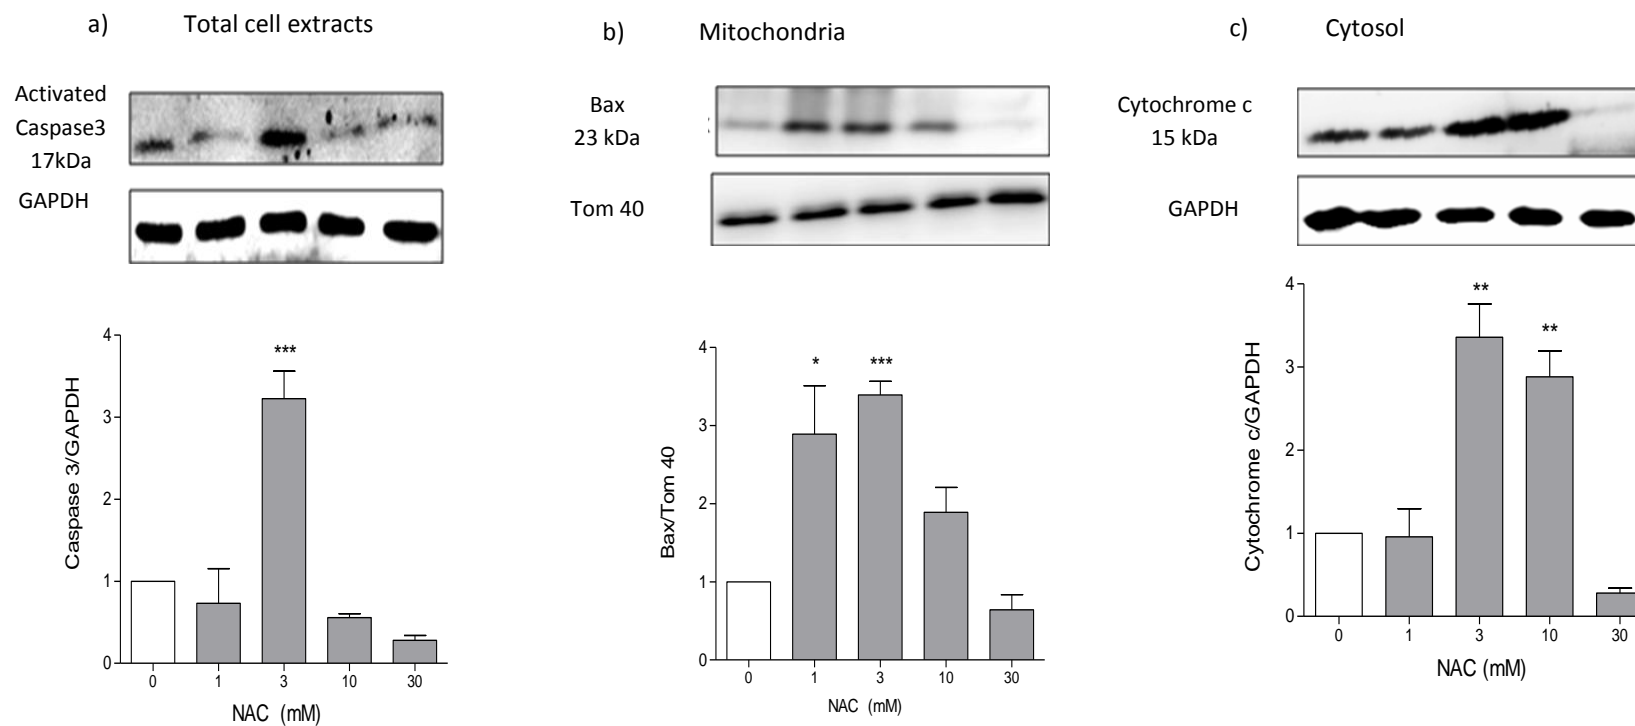 a) Total cell extracts
Activated
Caspase3
17kDa
GAPDH
4
3
2
1
0
***
Caspase 3/GAPDH
0 1 3 10 30
NAC (mM)
b) Mitochondria
Bax
23 kDa
Tom 40
4
3
2
1
0
* ***
Bax/Tom 40
0 1 3 10 30
NAC (mM)
c) Cytosol
Cytochrome c
15 kDa
GAPDH
4
3
2
1
0
**
**
Cytochrome c/GAPDH
0 1 3 10 30
NAC (mM)